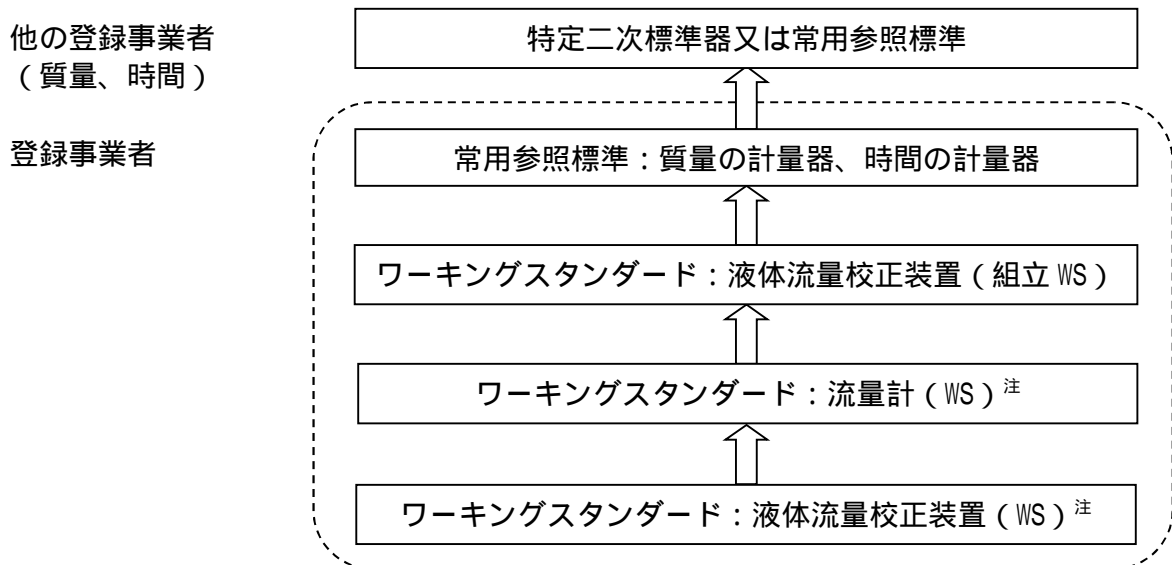 他の登録事業者
（質量、時間）
特定二次標準器又は常用参照標準
登録事業者
常用参照標準：質量の計量器、時間の計量器
ワーキングスタンダード：液体流量校正装置（組立 WS）
ワーキングスタンダード：流量計（WS）注
ワーキングスタンダード：液体流量校正装置（WS）注